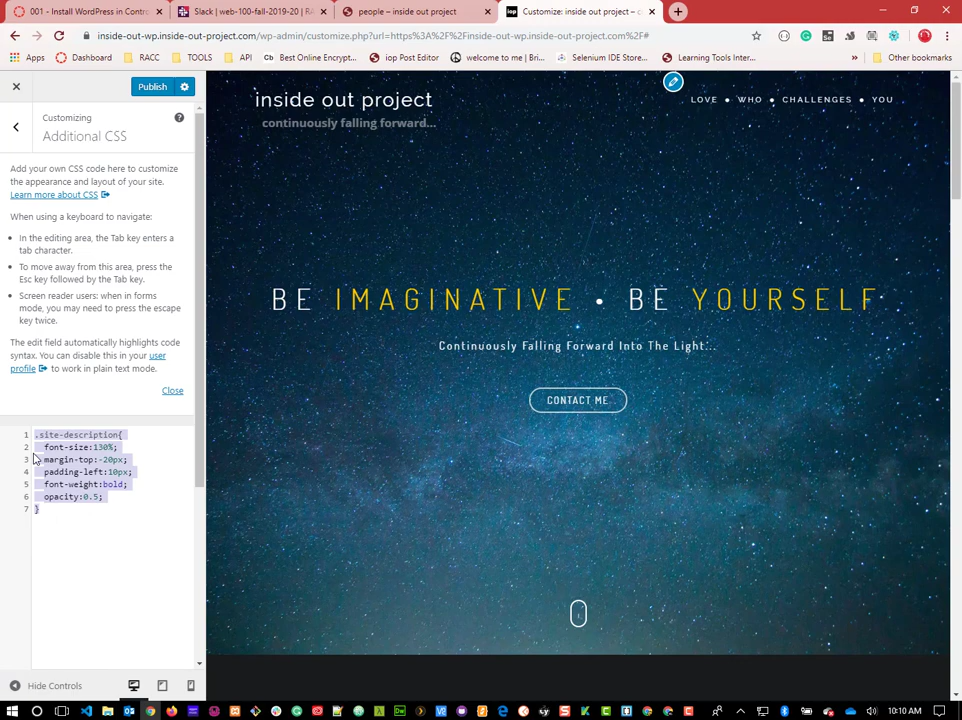 001 - Install WordPress in Contro
Slack | web-100-fall-2019-20 | RA
people – inside out project
Customize: inside out project – c
inside-out-wp.inside-out-project.com/wp-admin/customize.php?url=https%3A%2F%2Finside-out-wp.inside-out-project.com%2F#
Apps
Dashboard
RACC
TOOLS
API
Best Online Encrypt...
iop Post Editor
welcome to me | Bri...
Selenium IDE Store...
Learning Tools Inter...
»
Other bookmarks
Publish
Customizing
Additional CSS
Add your own CSS code here to customize
the appearance and layout of your site.
Learn more about CSS
When using a keyboard to navigate:
• In the editing area, the Tab key enters a
tab character.
• To move away from this area, press the
Esc key followed by the Tab key.
• Screen reader users: when in forms
mode, you may need to press the escape
key twice.
The edit field automatically highlights code
syntax. You can disable this in your user
profile to work in plain text mode.
Close
1 .site-description{
2 font-size:130%;
3 margin-top:-20px;
4 padding-left:10px;
5 font-weight:bold;
6 opacity:0.5;
7 }
Hide Controls
inside out project
continuously falling forward...
LOVE • WHO • CHALLENGES • YOU
BE IMAGINATIVE • BE YOURSELF
Continuously Falling Forward Into The Light...
CONTACT ME
10:10 AM